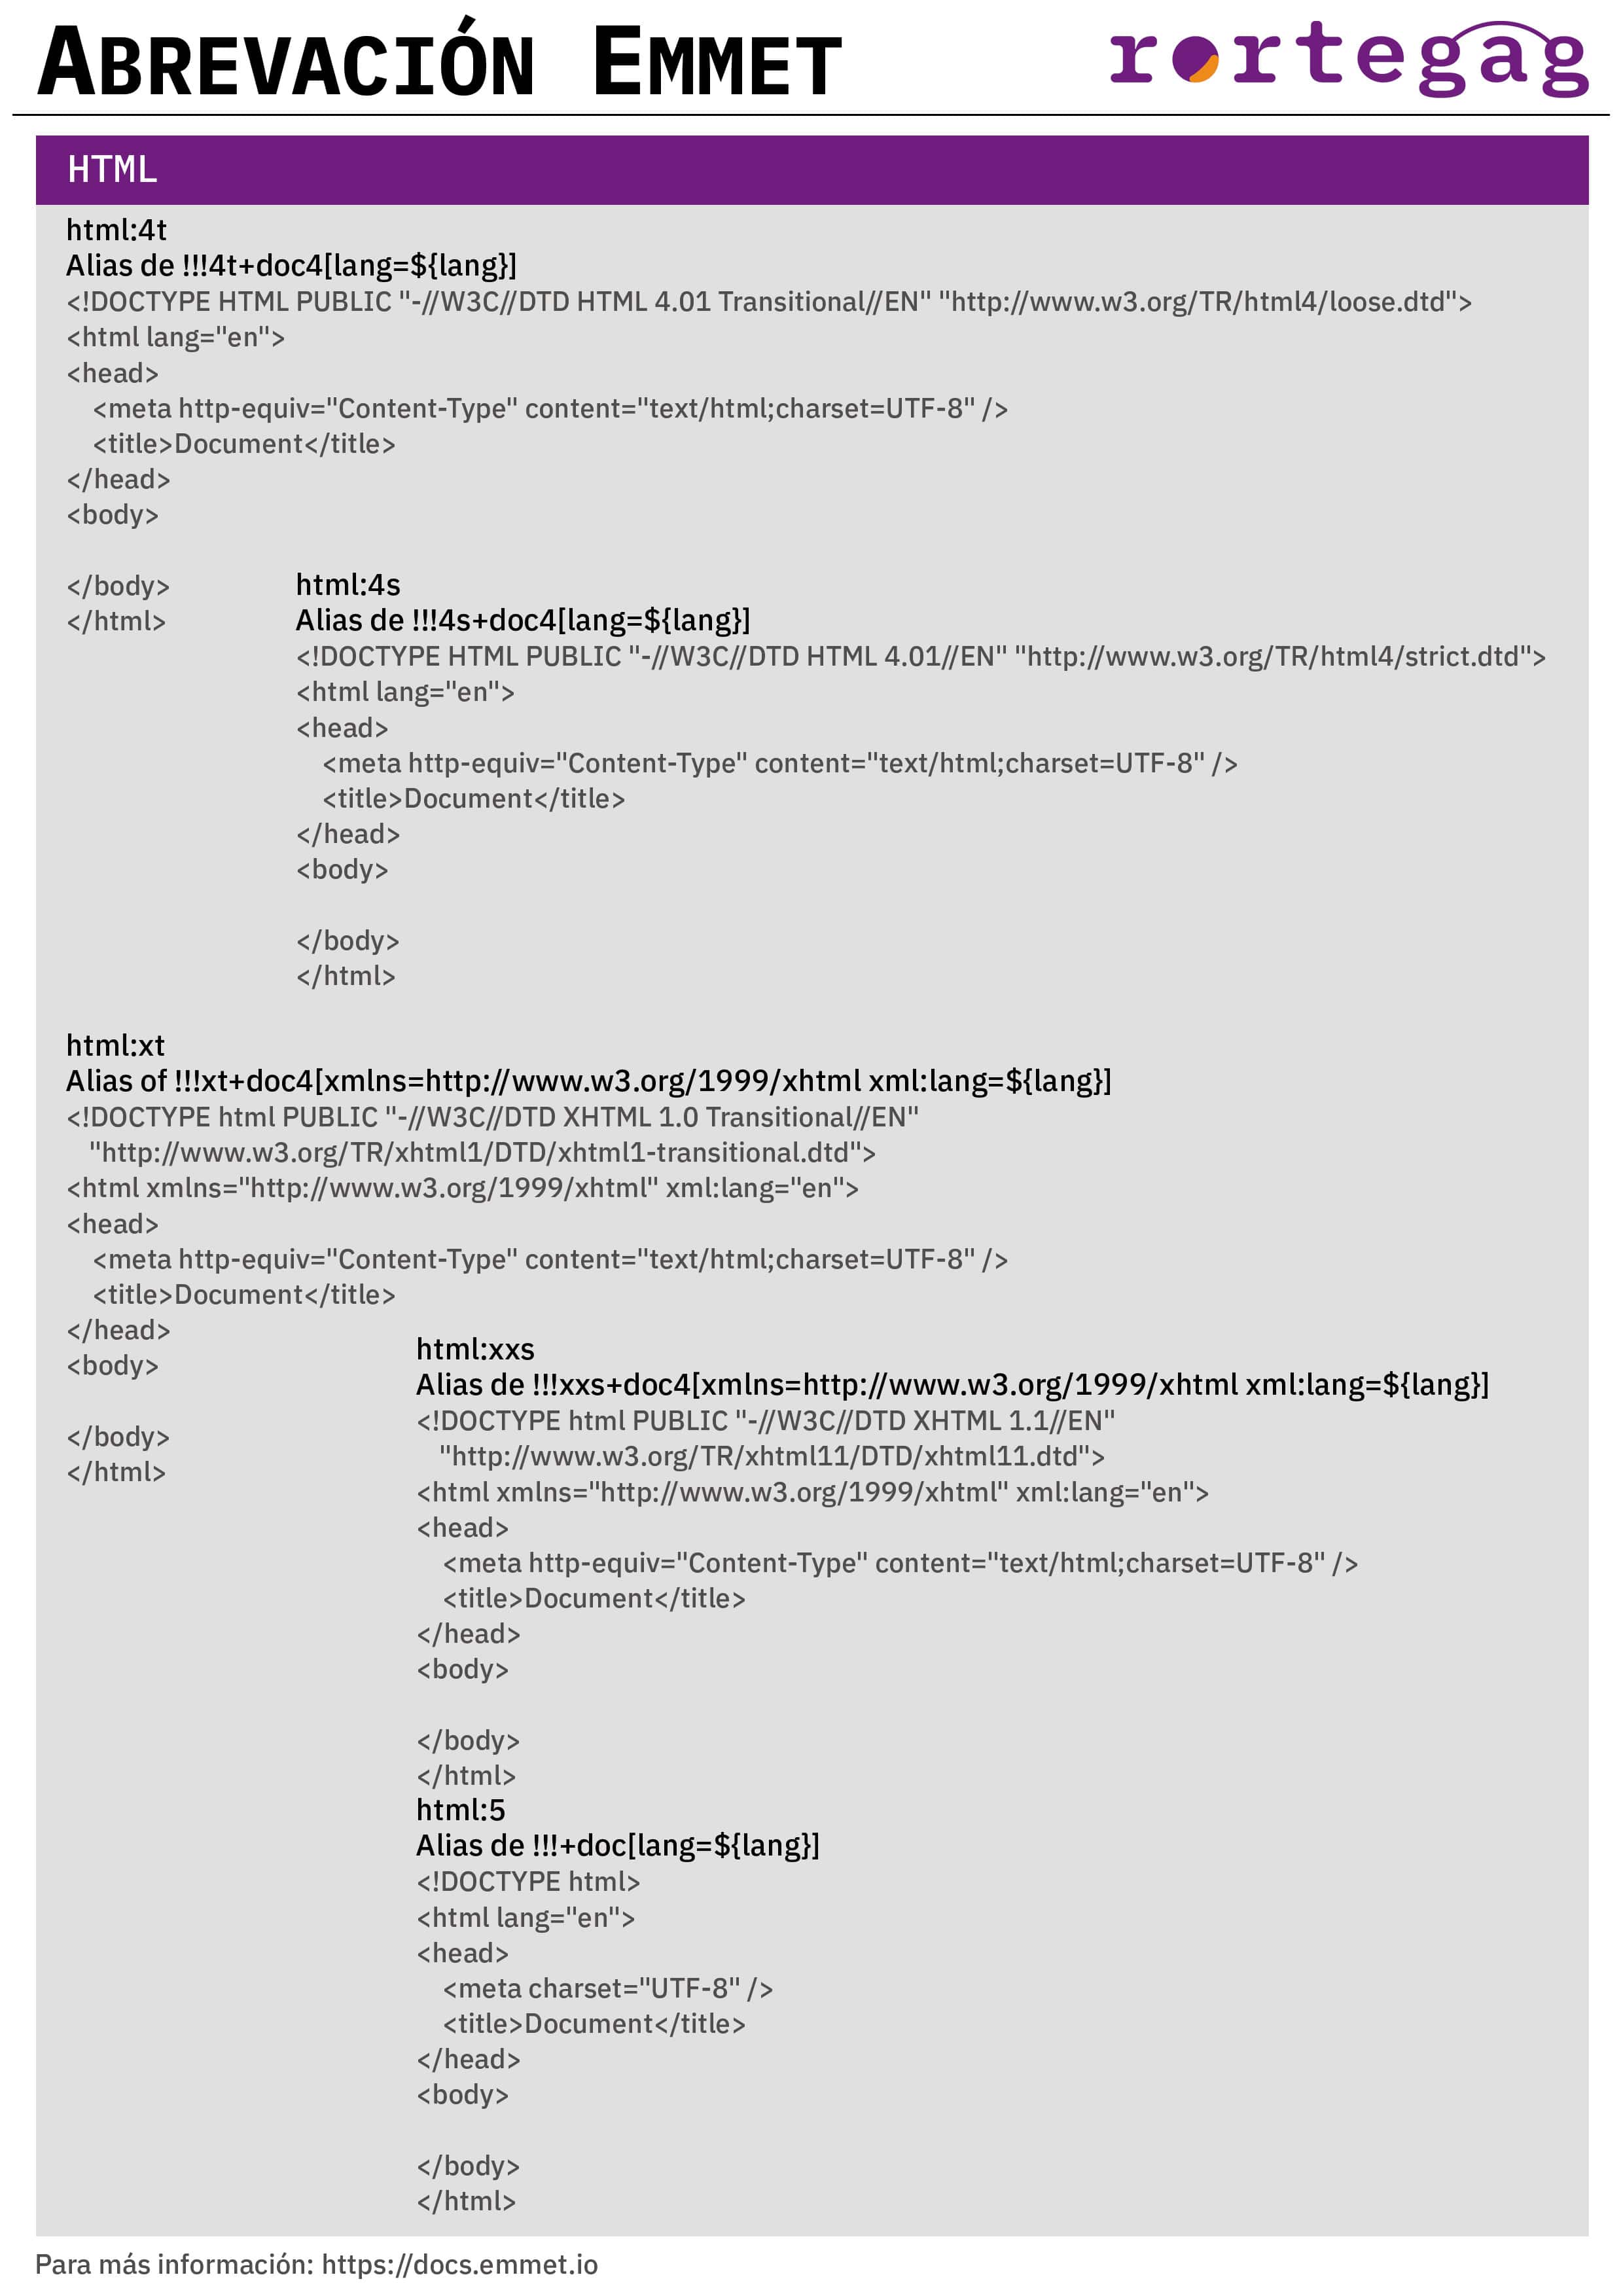 ABREVACIÓN EMMET
rortegag
HTML
html:4t
Alias de !!!4t+doc4[lang=${lang}]
<!DOCTYPE HTML PUBLIC "-//W3C//DTD HTML 4.01 Transitional//EN" "http://www.w3.org/TR/html4/loose.dtd">
<html lang="en">
<head>
<meta http-equiv="Content-Type" content="text/html;charset=UTF-8" />
<title>Document</title>
</head>
<body>
</body>
</html>
html:4s
Alias de !!!4s+doc4[lang=${lang}]
<!DOCTYPE HTML PUBLIC "-//W3C//DTD HTML 4.01//EN" "http://www.w3.org/TR/html4/strict.dtd">
<html lang="en">
<head>
<meta http-equiv="Content-Type" content="text/html;charset=UTF-8" />
<title>Document</title>
</head>
<body>
</body>
</html>
html:xt
Alias of !!!xt+doc4[xmlns=http://www.w3.org/1999/xhtml xml:lang=${lang}]
<!DOCTYPE html PUBLIC "-//W3C//DTD XHTML 1.0 Transitional//EN"
"http://www.w3.org/TR/xhtml1/DTD/xhtml1-transitional.dtd">
<html xmlns="http://www.w3.org/1999/xhtml" xml:lang="en">
<head>
<meta http-equiv="Content-Type" content="text/html;charset=UTF-8" />
<title>Document</title>
</head>
<body>
</body>
</html>
html:xxs
Alias de !!!xxs+doc4[xmlns=http://www.w3.org/1999/xhtml xml:lang=${lang}]
<!DOCTYPE html PUBLIC "-//W3C//DTD XHTML 1.1//EN"
"http://www.w3.org/TR/xhtml11/DTD/xhtml11.dtd">
<html xmlns="http://www.w3.org/1999/xhtml" xml:lang="en">
<head>
<meta http-equiv="Content-Type" content="text/html;charset=UTF-8" />
<title>Document</title>
</head>
<body>
</body>
</html>
html:5
Alias de !!!+doc[lang=${lang}]
<!DOCTYPE html>
<html lang="en">
<head>
<meta charset="UTF-8" />
<title>Document</title>
</head>
<body>
</body>
</html>
Para más información: https://docs.emmet.io